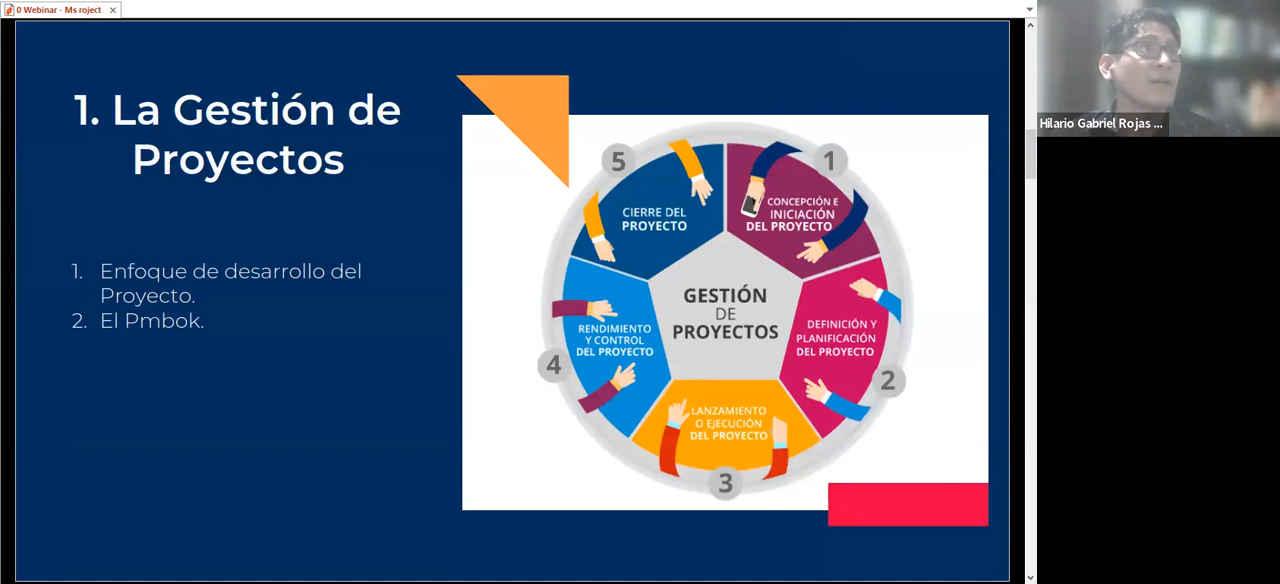 0 Webinar - Ms roject
1. La Gestión de
Proyectos
1. Enfoque de desarrollo del
Proyecto.
2. El Pmbok.
1
CONCEPCIÓN E
INICIACIÓN
DEL PROYECTO
2
DEFINICIÓN Y
PLANIFICACIÓN
DEL PROYECTO
3
LANZAMIENTO
O EJECUCIÓN
DEL PROYECTO
4
RENDIMIENTO
Y CONTROL
DEL PROYECTO
5
CIERRE DEL
PROYECTO
GESTIÓN
DE
PROYECTOS
Hilario Gabriel Rojas ...